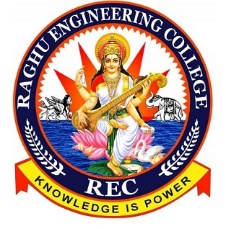 RAGHU ENGINEERING COLLEGE
REC
KNOWLEDGE IS POWER